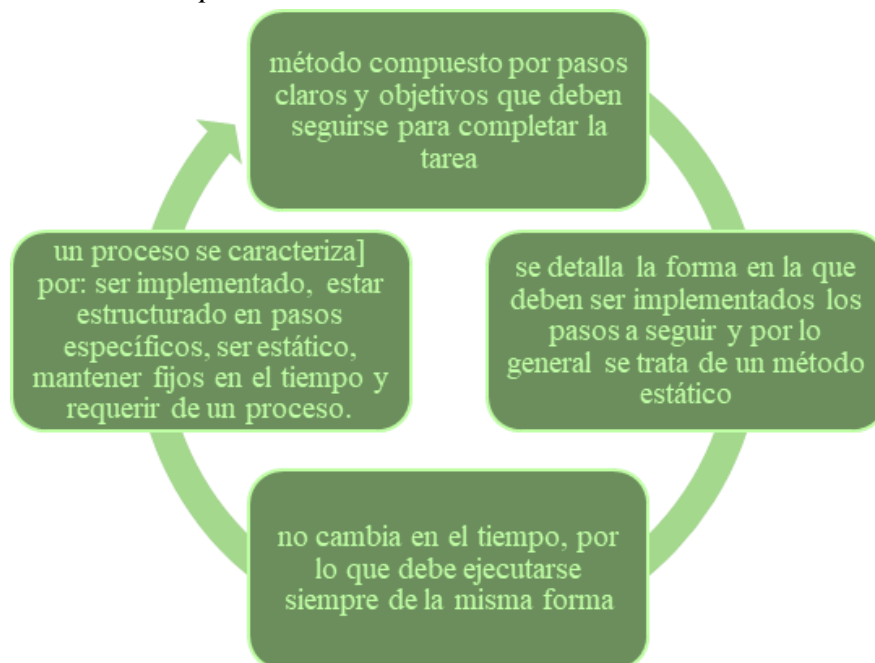 método compuesto por pasos
claros y objetivos que deben
seguirse para completar la
tarea
se detalla la forma en la que
deben ser implementados los
pasos a seguir y por lo
general se trata de un método
estático
no cambia en el tiempo, por
lo que debe ejecutarse
siempre de la misma forma
un proceso se caracteriza]
por: ser implementado, estar
estructurado en pasos
específicos, ser estático,
mantener fijos en el tiempo y
requerir de un proceso.